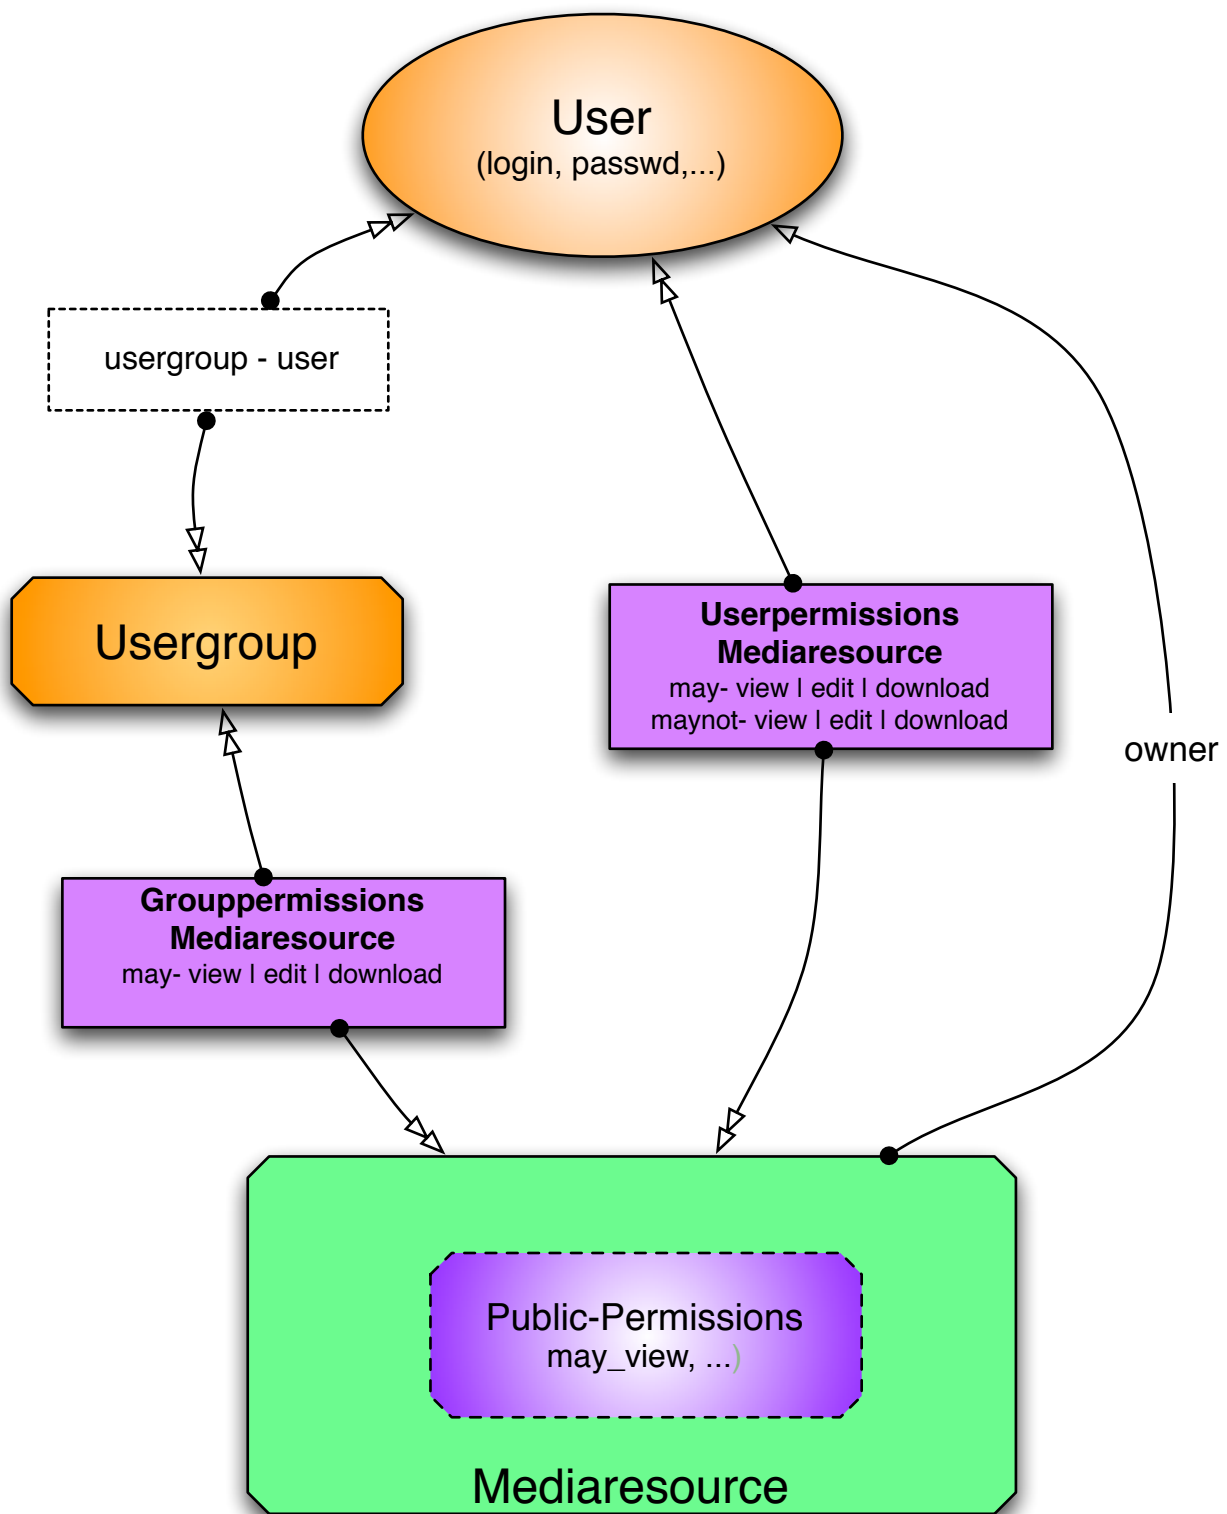 User
(login, passwd,...)
usergroup - user
Usergroup
Userpermissions
Mediaresource
may- view | edit | download
maynot- view | edit | download
owner
Grouppermissions
Mediaresource
may- view | edit | download
Public-Permissions
may_view, ...)
Mediaresource